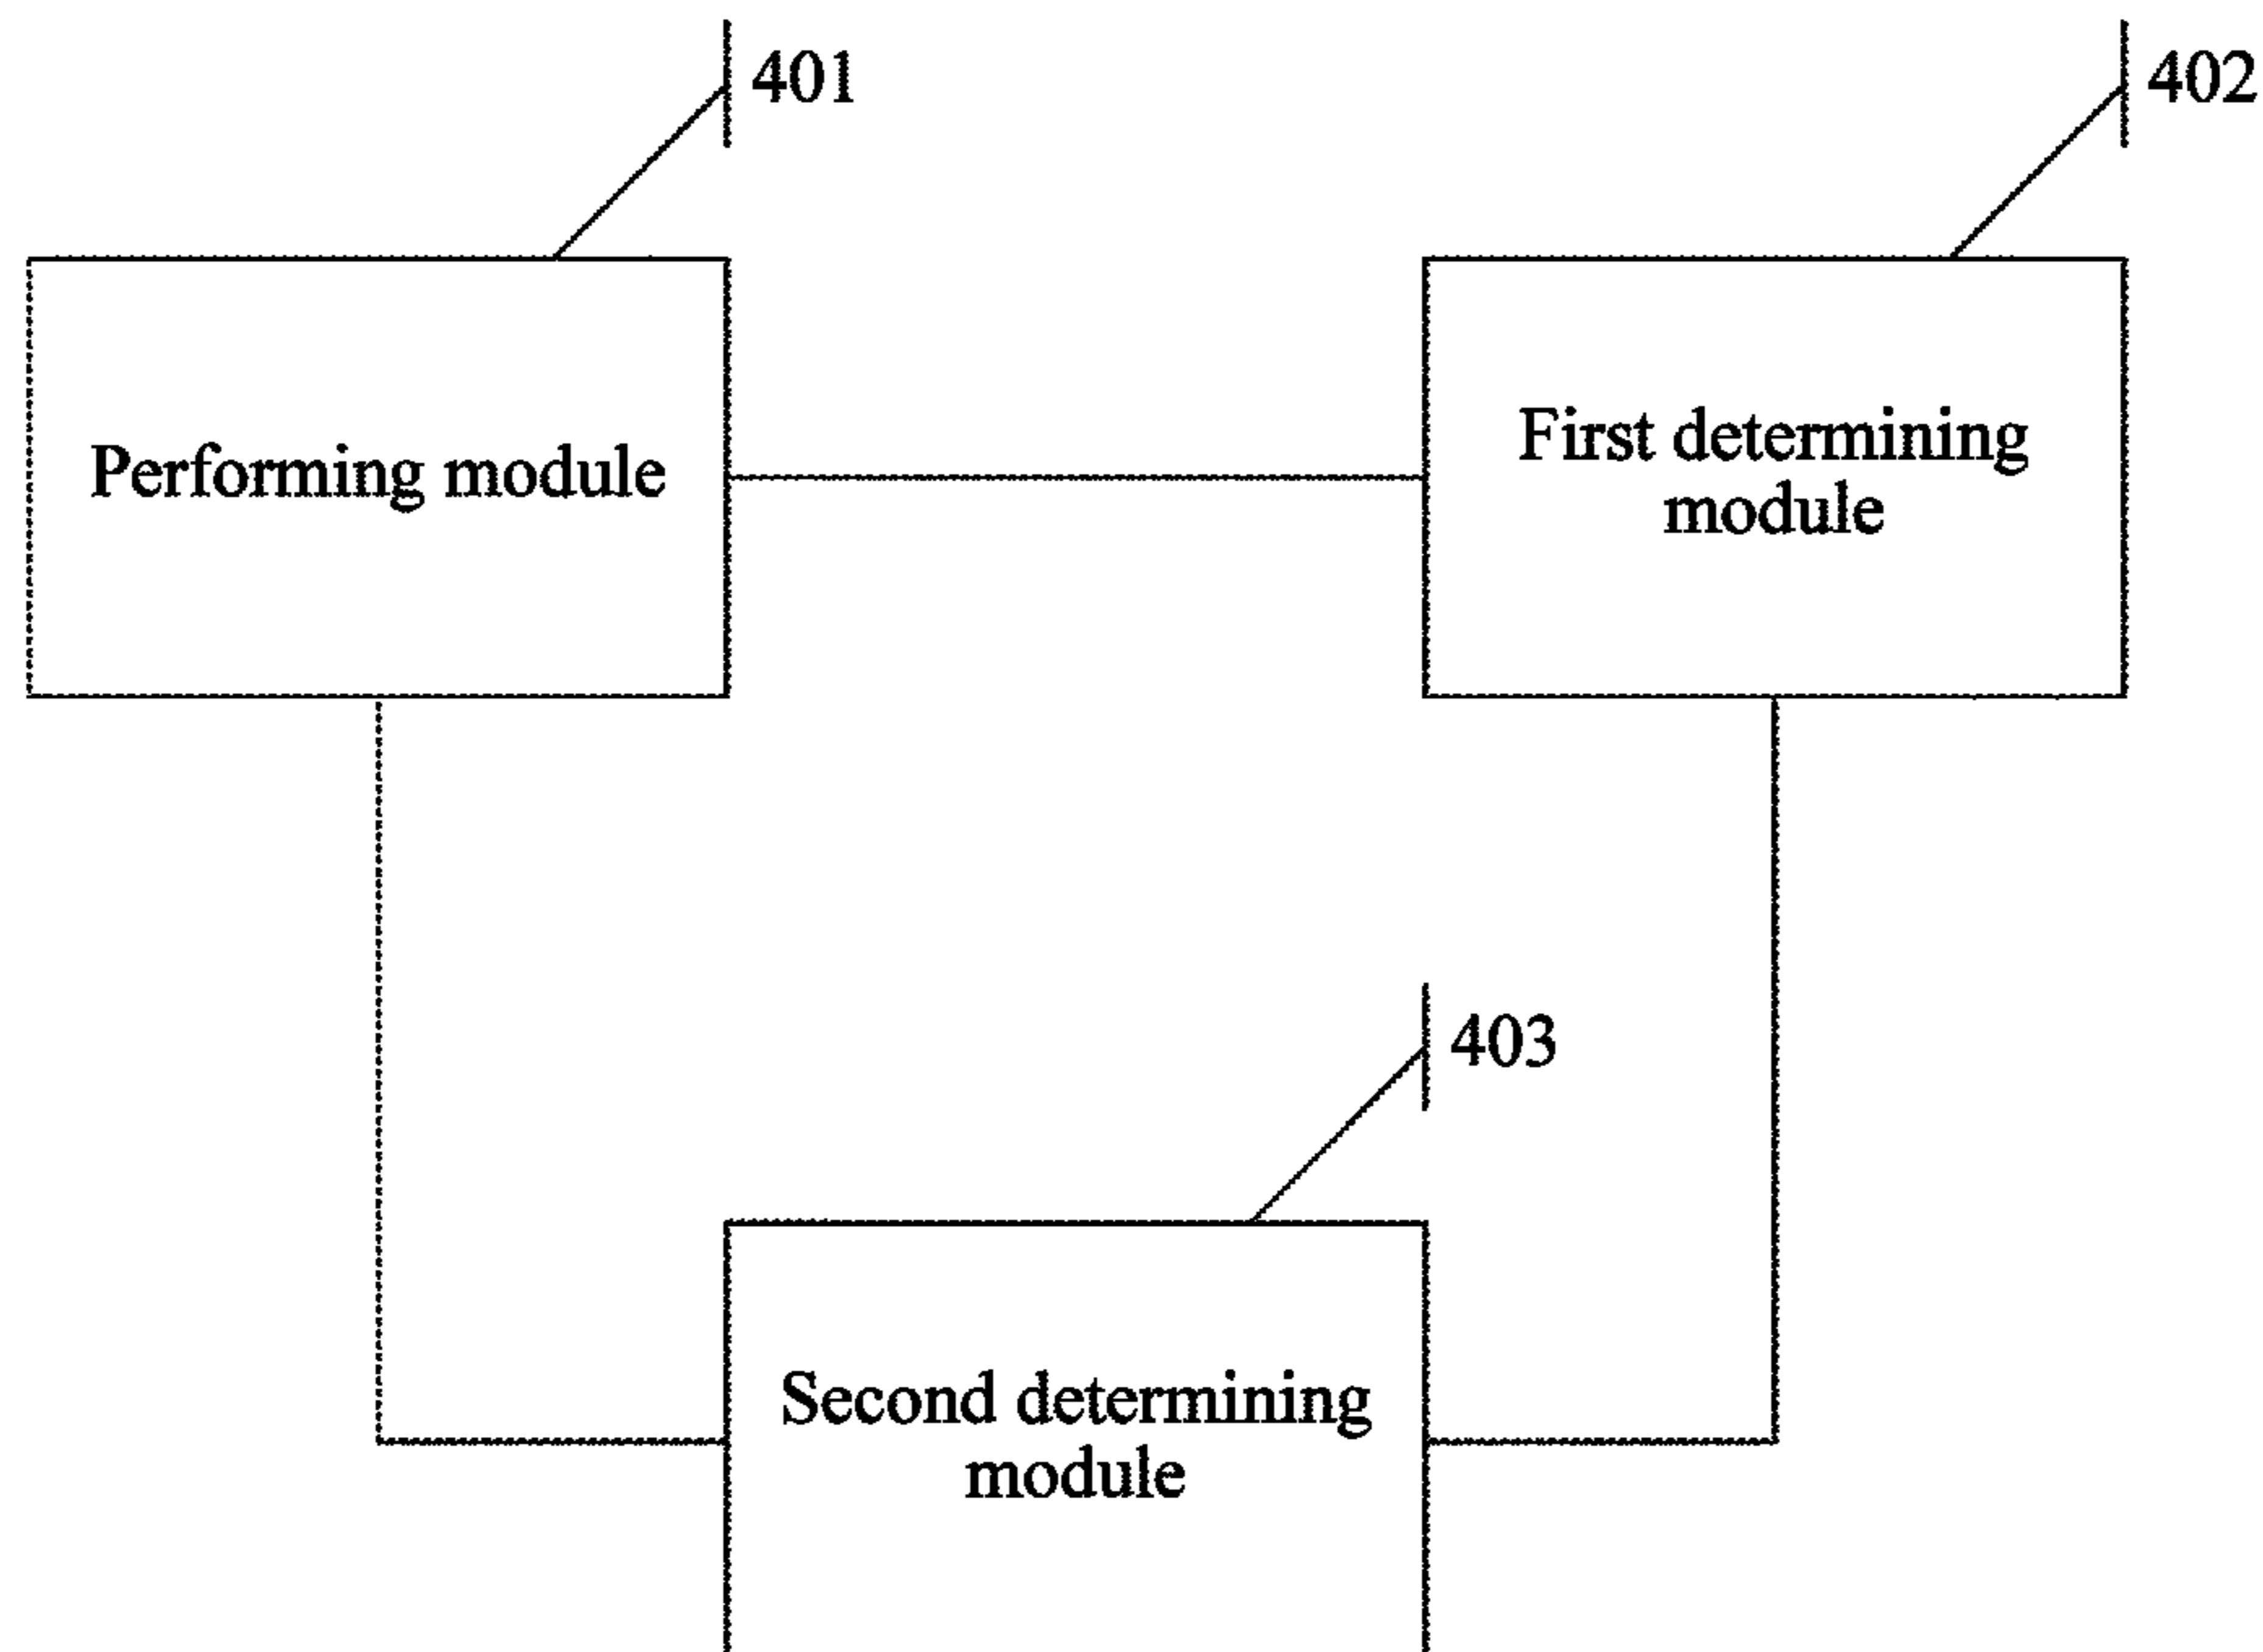 401
402
Performing module
First determining
module
403
Second determining
module